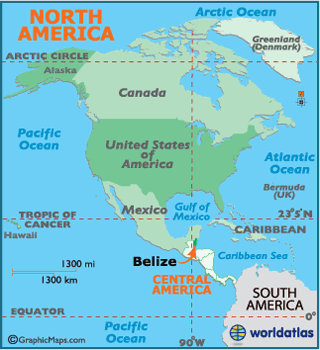 NORTH
AMERICA
Arctic Ocean
Greenland
(Denmark)
ARCTIC CIRCLE
Alaska
Canada
Pacific
Ocean
United States
of
America
Atlantic
Ocean
Bermuda
(UK)
Mexico
Gulf of
Mexico
TROPIC OF
CANCER
23°5'N
Hawaii
CARIBBEAN
Belize
Caribbean Sea
1300 mi
1300 km
CENTRAL
AMERICA
SOUTH
AMERICA
EQUATOR
0°
©GraphicMaps.com
Pacific
Ocean
90°W
worldatlas